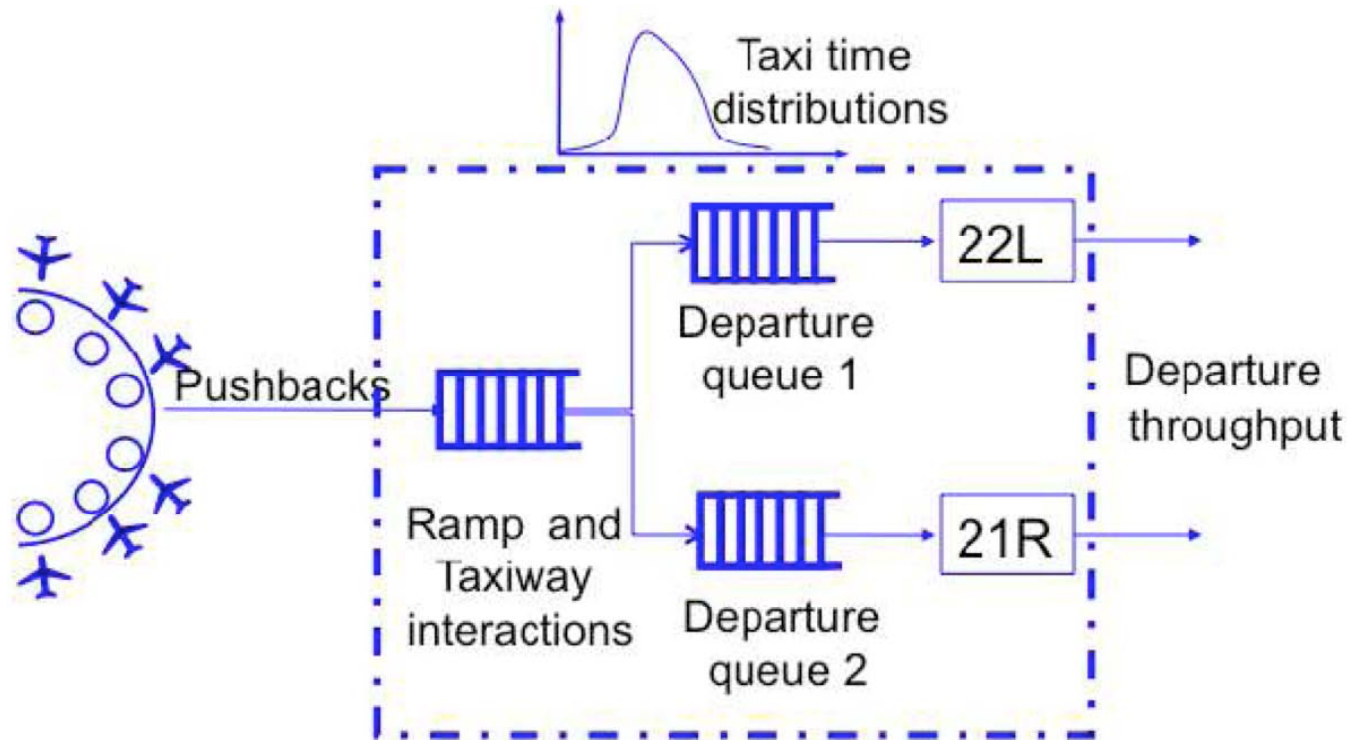 Taxi time
distributions
Pushbacks
Ramp and
Taxiway
interactions
Departure
queue 1
22L
Departure
queue 2
21R
Departure
throughput